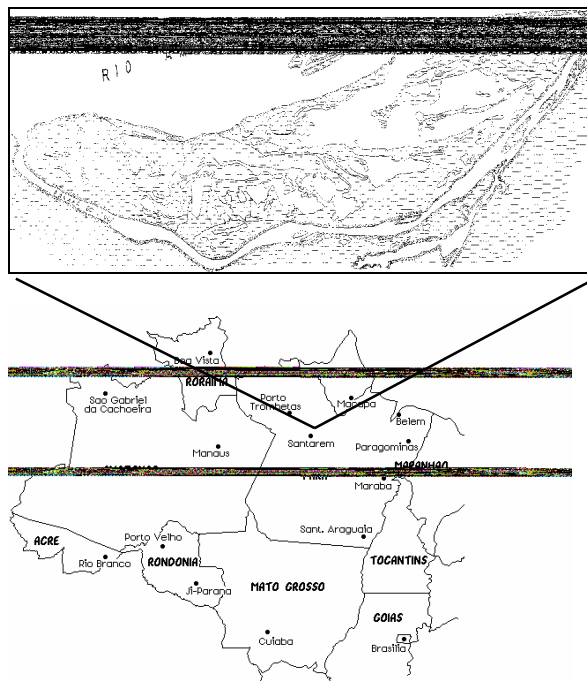 RIO
Boa Vista
RORAIMA
Sao Gabriel
da Cachoeira
Porto
Trombetas
Macapa
Belem
Santarem
Manaus
Paragominas
MARANHAO
PARA
Maraba
Sant. Araguaia
ACRE
Porto Velho
Rio Branco
RONDONIA
TOCANTINS
Ji-Parana
MATO GROSSO
GOIAS
Cuiaba
Brasilia